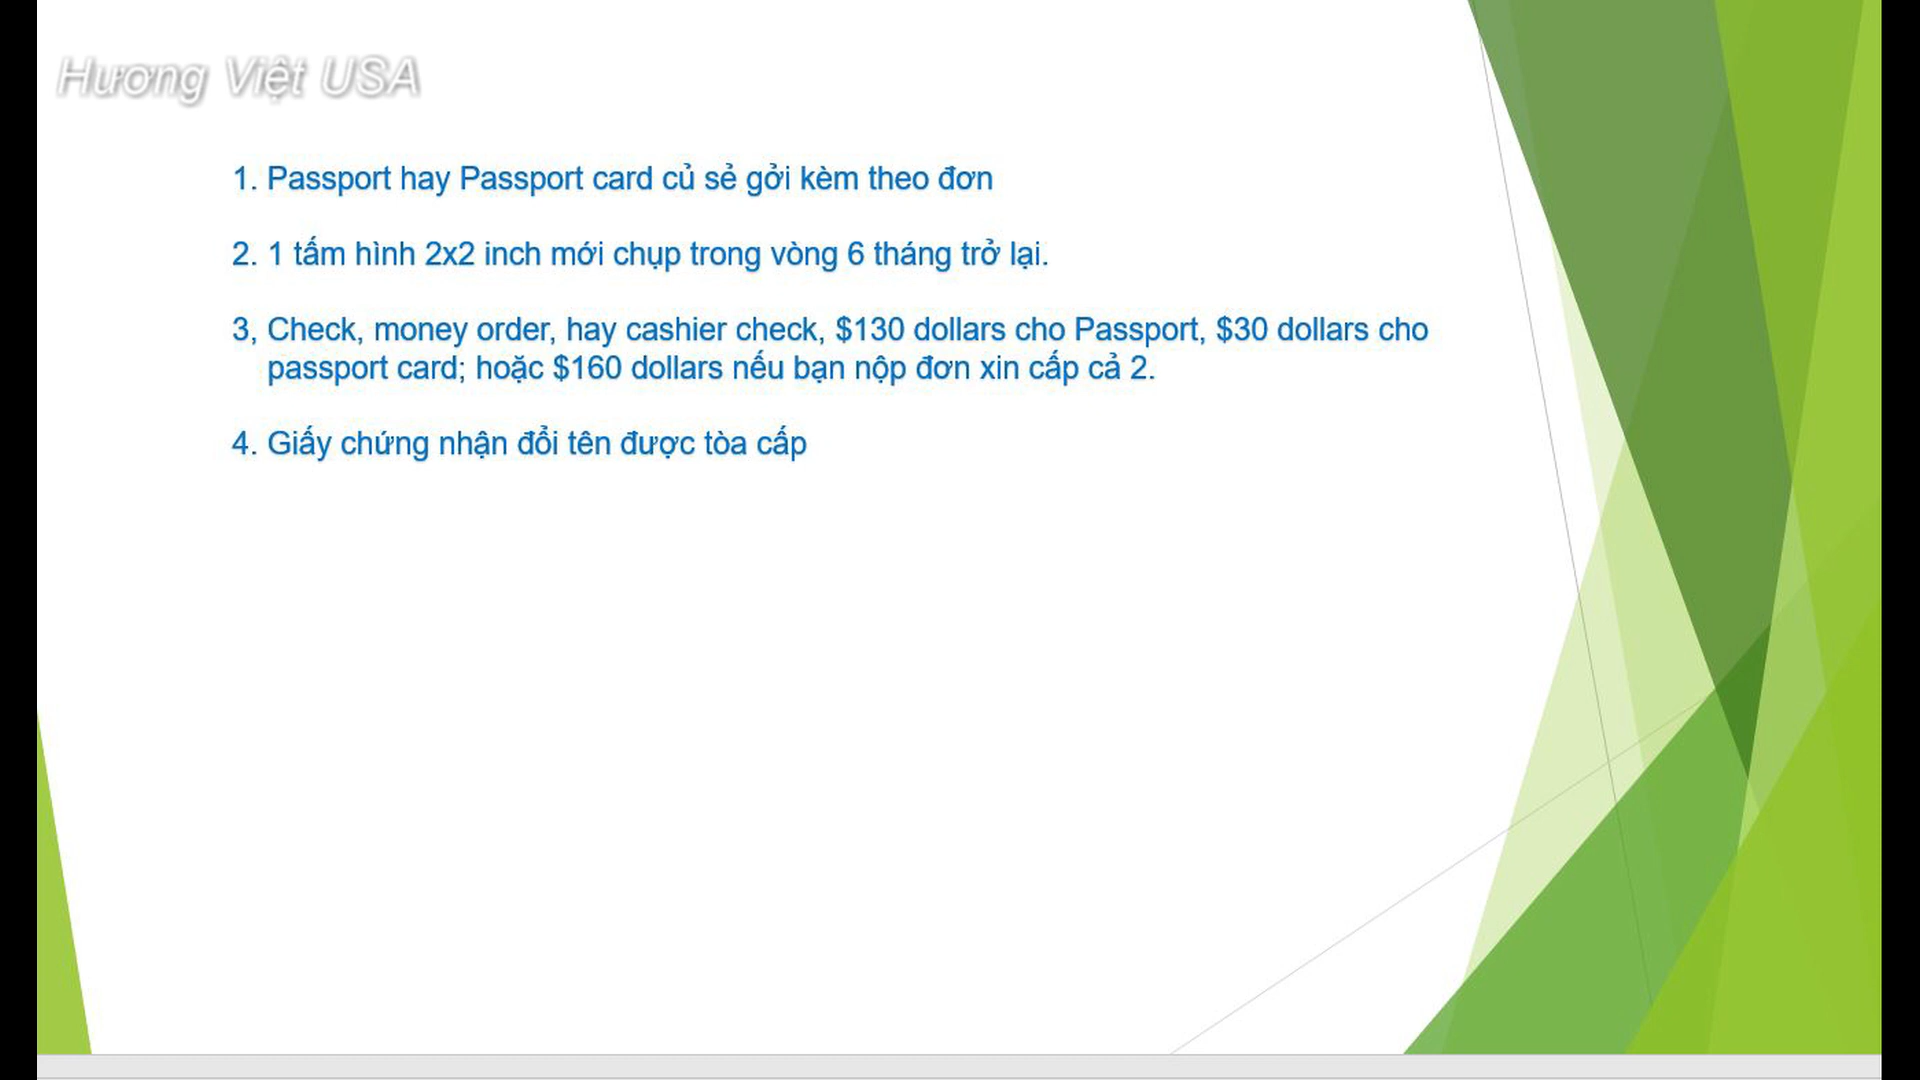 Hương Việt USA
1. Passport hay Passport card củ sẻ gởi kèm theo đơn
2. 1 tấm hình 2x2 inch mới chụp trong vòng 6 tháng trở lại.
3, Check, money order, hay cashier check, $130 dollars cho Passport, $30 dollars cho
passport card; hoặc $160 dollars nếu bạn nộp đơn xin cấp cả 2.
4. Giấy chứng nhận đổi tên được tòa cấp